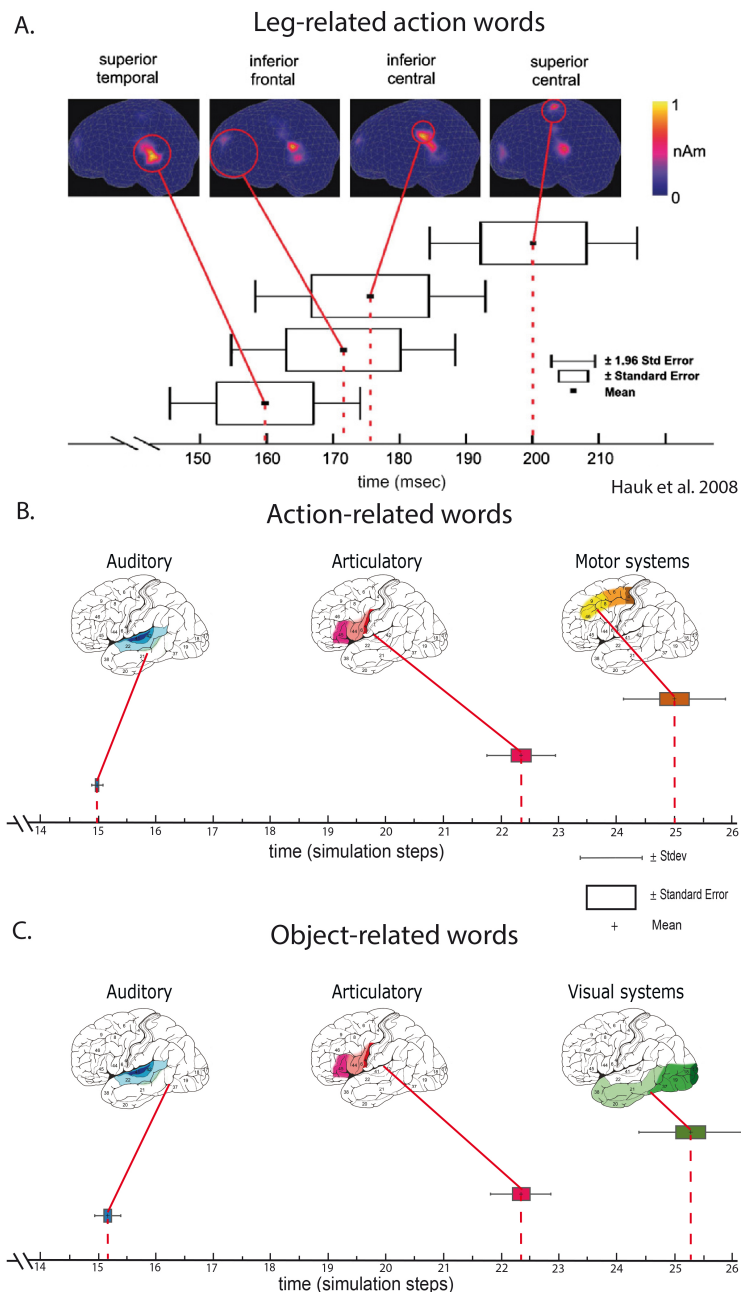 A.
Leg-related action words
superior temporal
inferior frontal
inferior central
superior central
1
nAm
0
± 1.96 Std Error
± Standard Error
Mean
150 160 170 180 190 200 210
time (msec)
Hauk et al. 2008
B.
Action-related words
Auditory Articulatory Motor systems
14 15 16 17 18 19 20 21 22 23 24 25 26
time (simulation steps)
± Stdev
± Standard Error
+ Mean
C.
Object-related words
Auditory Articulatory Visual systems
14 15 16 17 18 19 20 21 22 23 24 25 26
time (simulation steps)